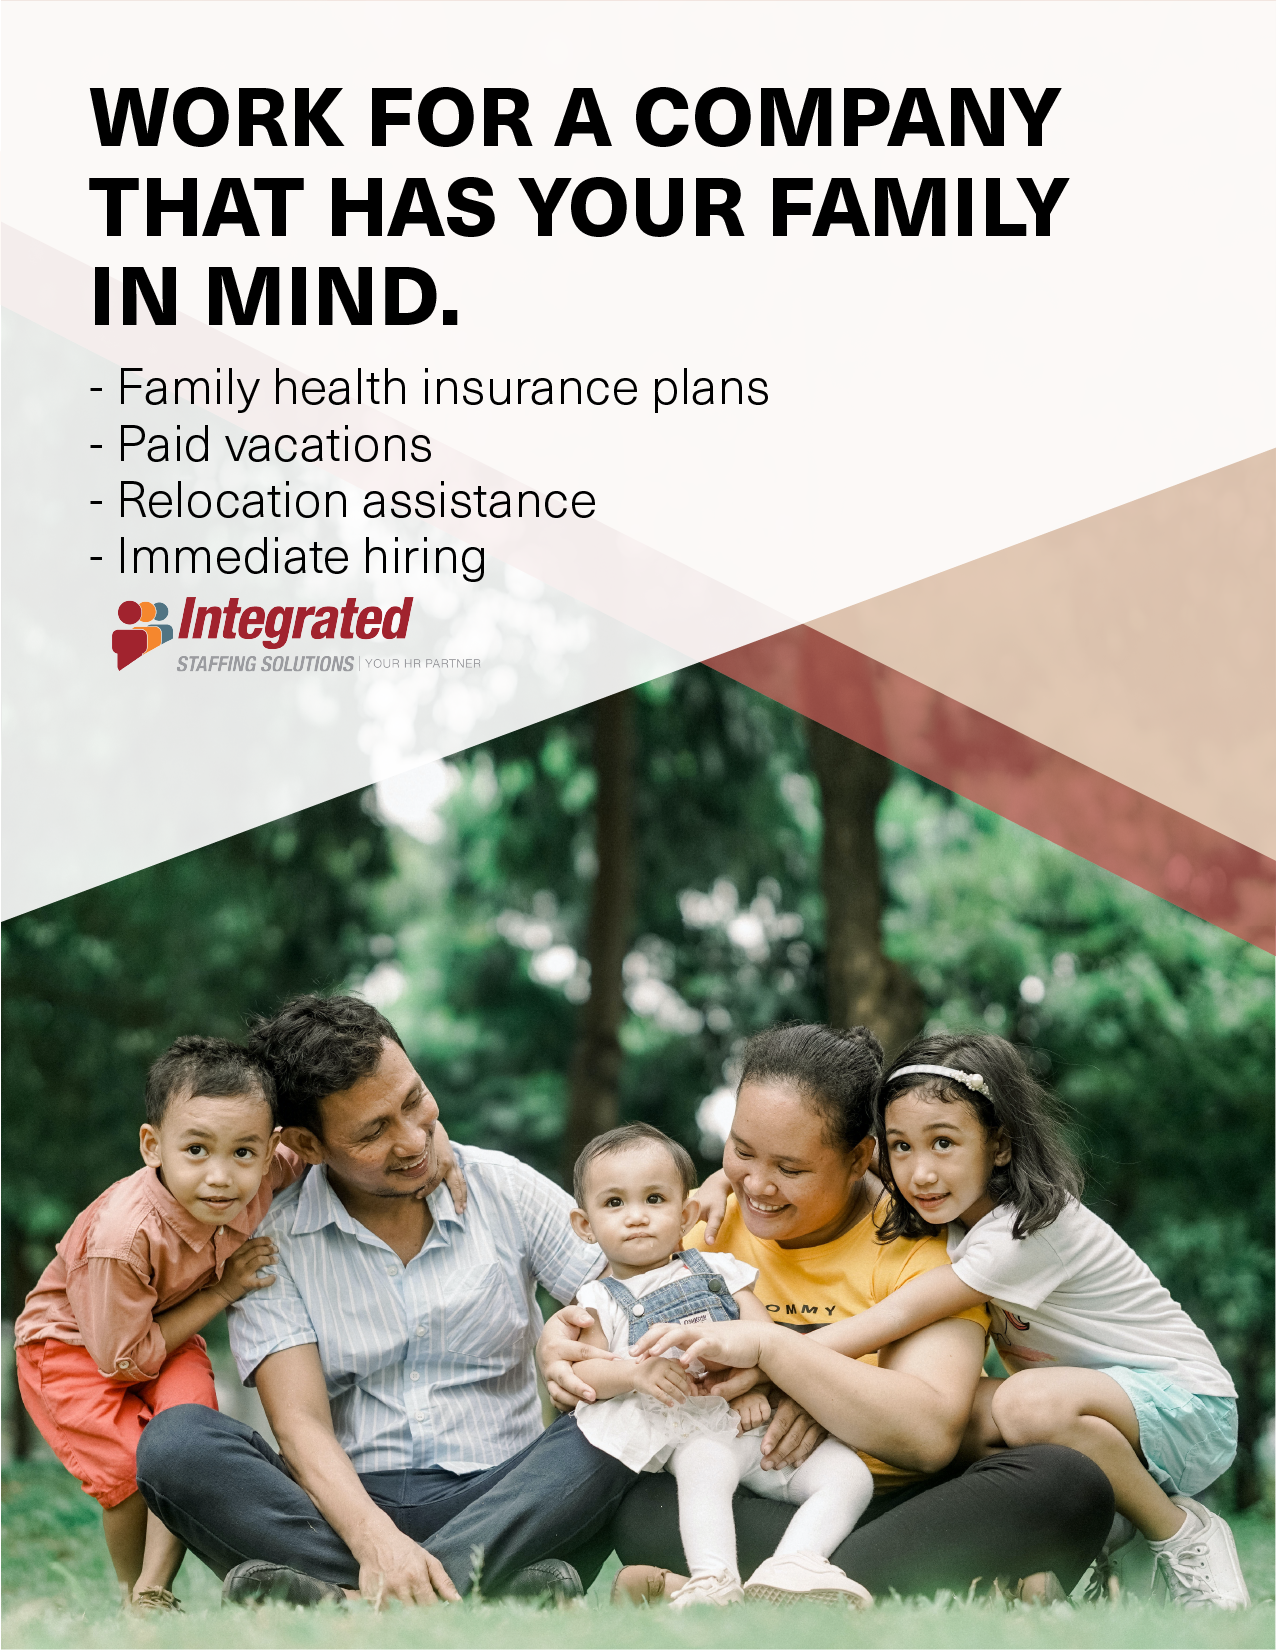 WORK FOR A COMPANY
THAT HAS YOUR FAMILY
IN MIND.
- Family health insurance plans
- Paid vacations
- Relocation assistance
- Immediate hiring
Integrated
STAFFING SOLUTIONS | YOUR HR PARTNER
OMMY